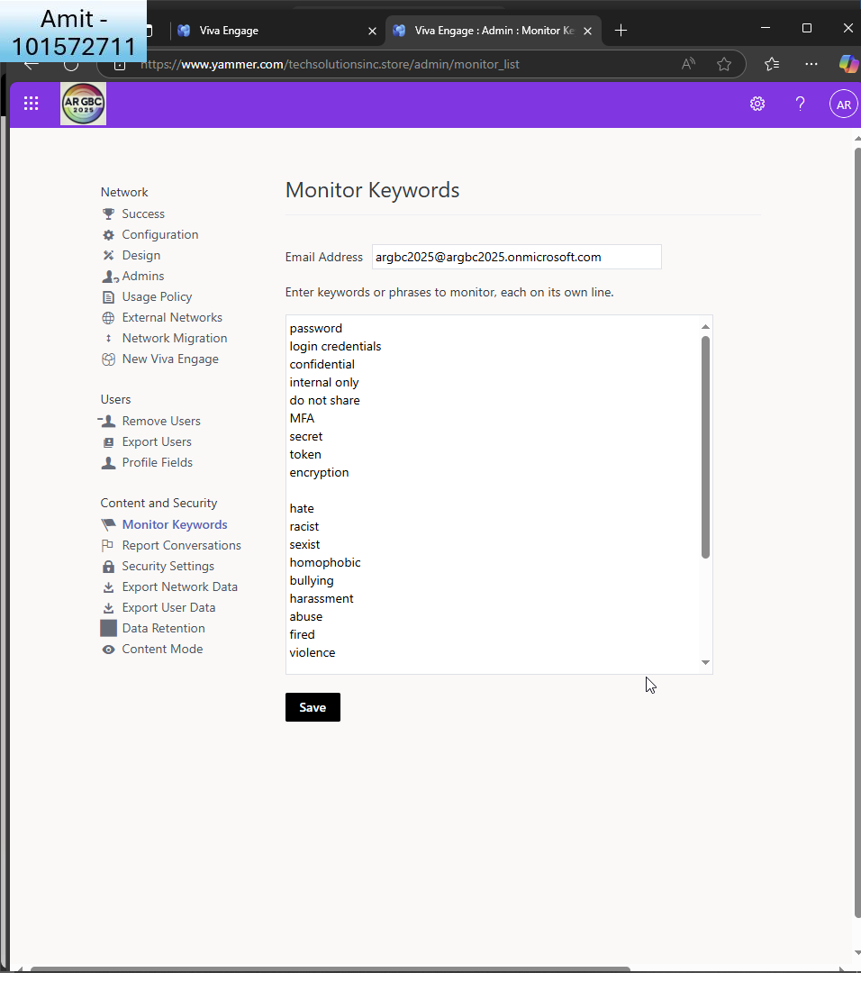 Amit -
101572711
Viva Engage
Viva Engage : Admin : Monitor Ke
https://www.yammer.com/techsolutionsinc.store/admin/monitor_list
AR GBC
2025
AR
Network
Success
Configuration
Design
Admins
Usage Policy
External Networks
Network Migration
New Viva Engage
Users
Remove Users
Export Users
Profile Fields
Content and Security
Monitor Keywords
Report Conversations
Security Settings
Export Network Data
Export User Data
Data Retention
Content Mode
Monitor Keywords
Email Address argbc2025@argbc2025.onmicrosoft.com
Enter keywords or phrases to monitor, each on its own line.
password
login credentials
confidential
internal only
do not share
MFA
secret
token
encryption
hate
racist
sexist
homophobic
bullying
harassment
abuse
fired
violence
Save